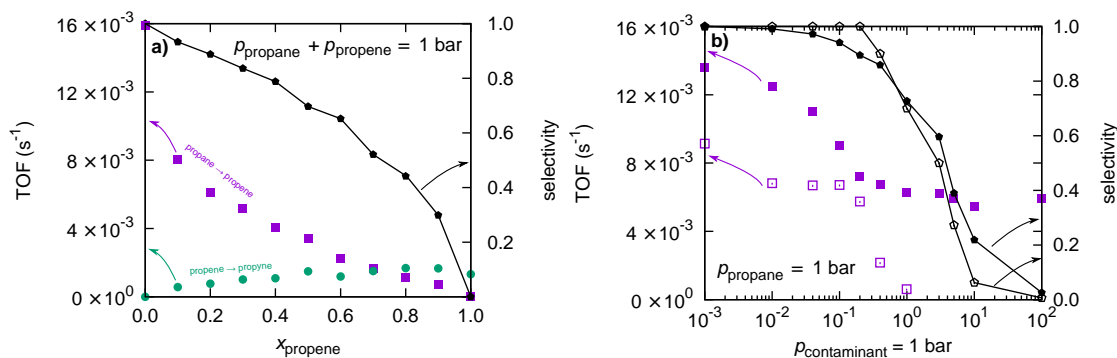 a)
p_propane + p_propene = 1 bar
TOF (s⁻¹)
16 × 10⁻³
12 × 10⁻³
8 × 10⁻³
4 × 10⁻³
0 × 10⁰
propane → propene
propene → propyne
0.0 0.2 0.4 0.6 0.8 1.0
x_propene
1.0
0.8
0.6
0.4
0.2
0.0
selectivity
b)
TOF (s⁻¹)
16 × 10⁻³
12 × 10⁻³
8 × 10⁻³
4 × 10⁻³
0 × 10⁰
p_propane = 1 bar
10⁻³ 10⁻² 10⁻¹ 10⁰ 10¹ 10²
p_contaminant = 1 bar
1.0
0.8
0.6
0.4
0.2
0.0
selectivity